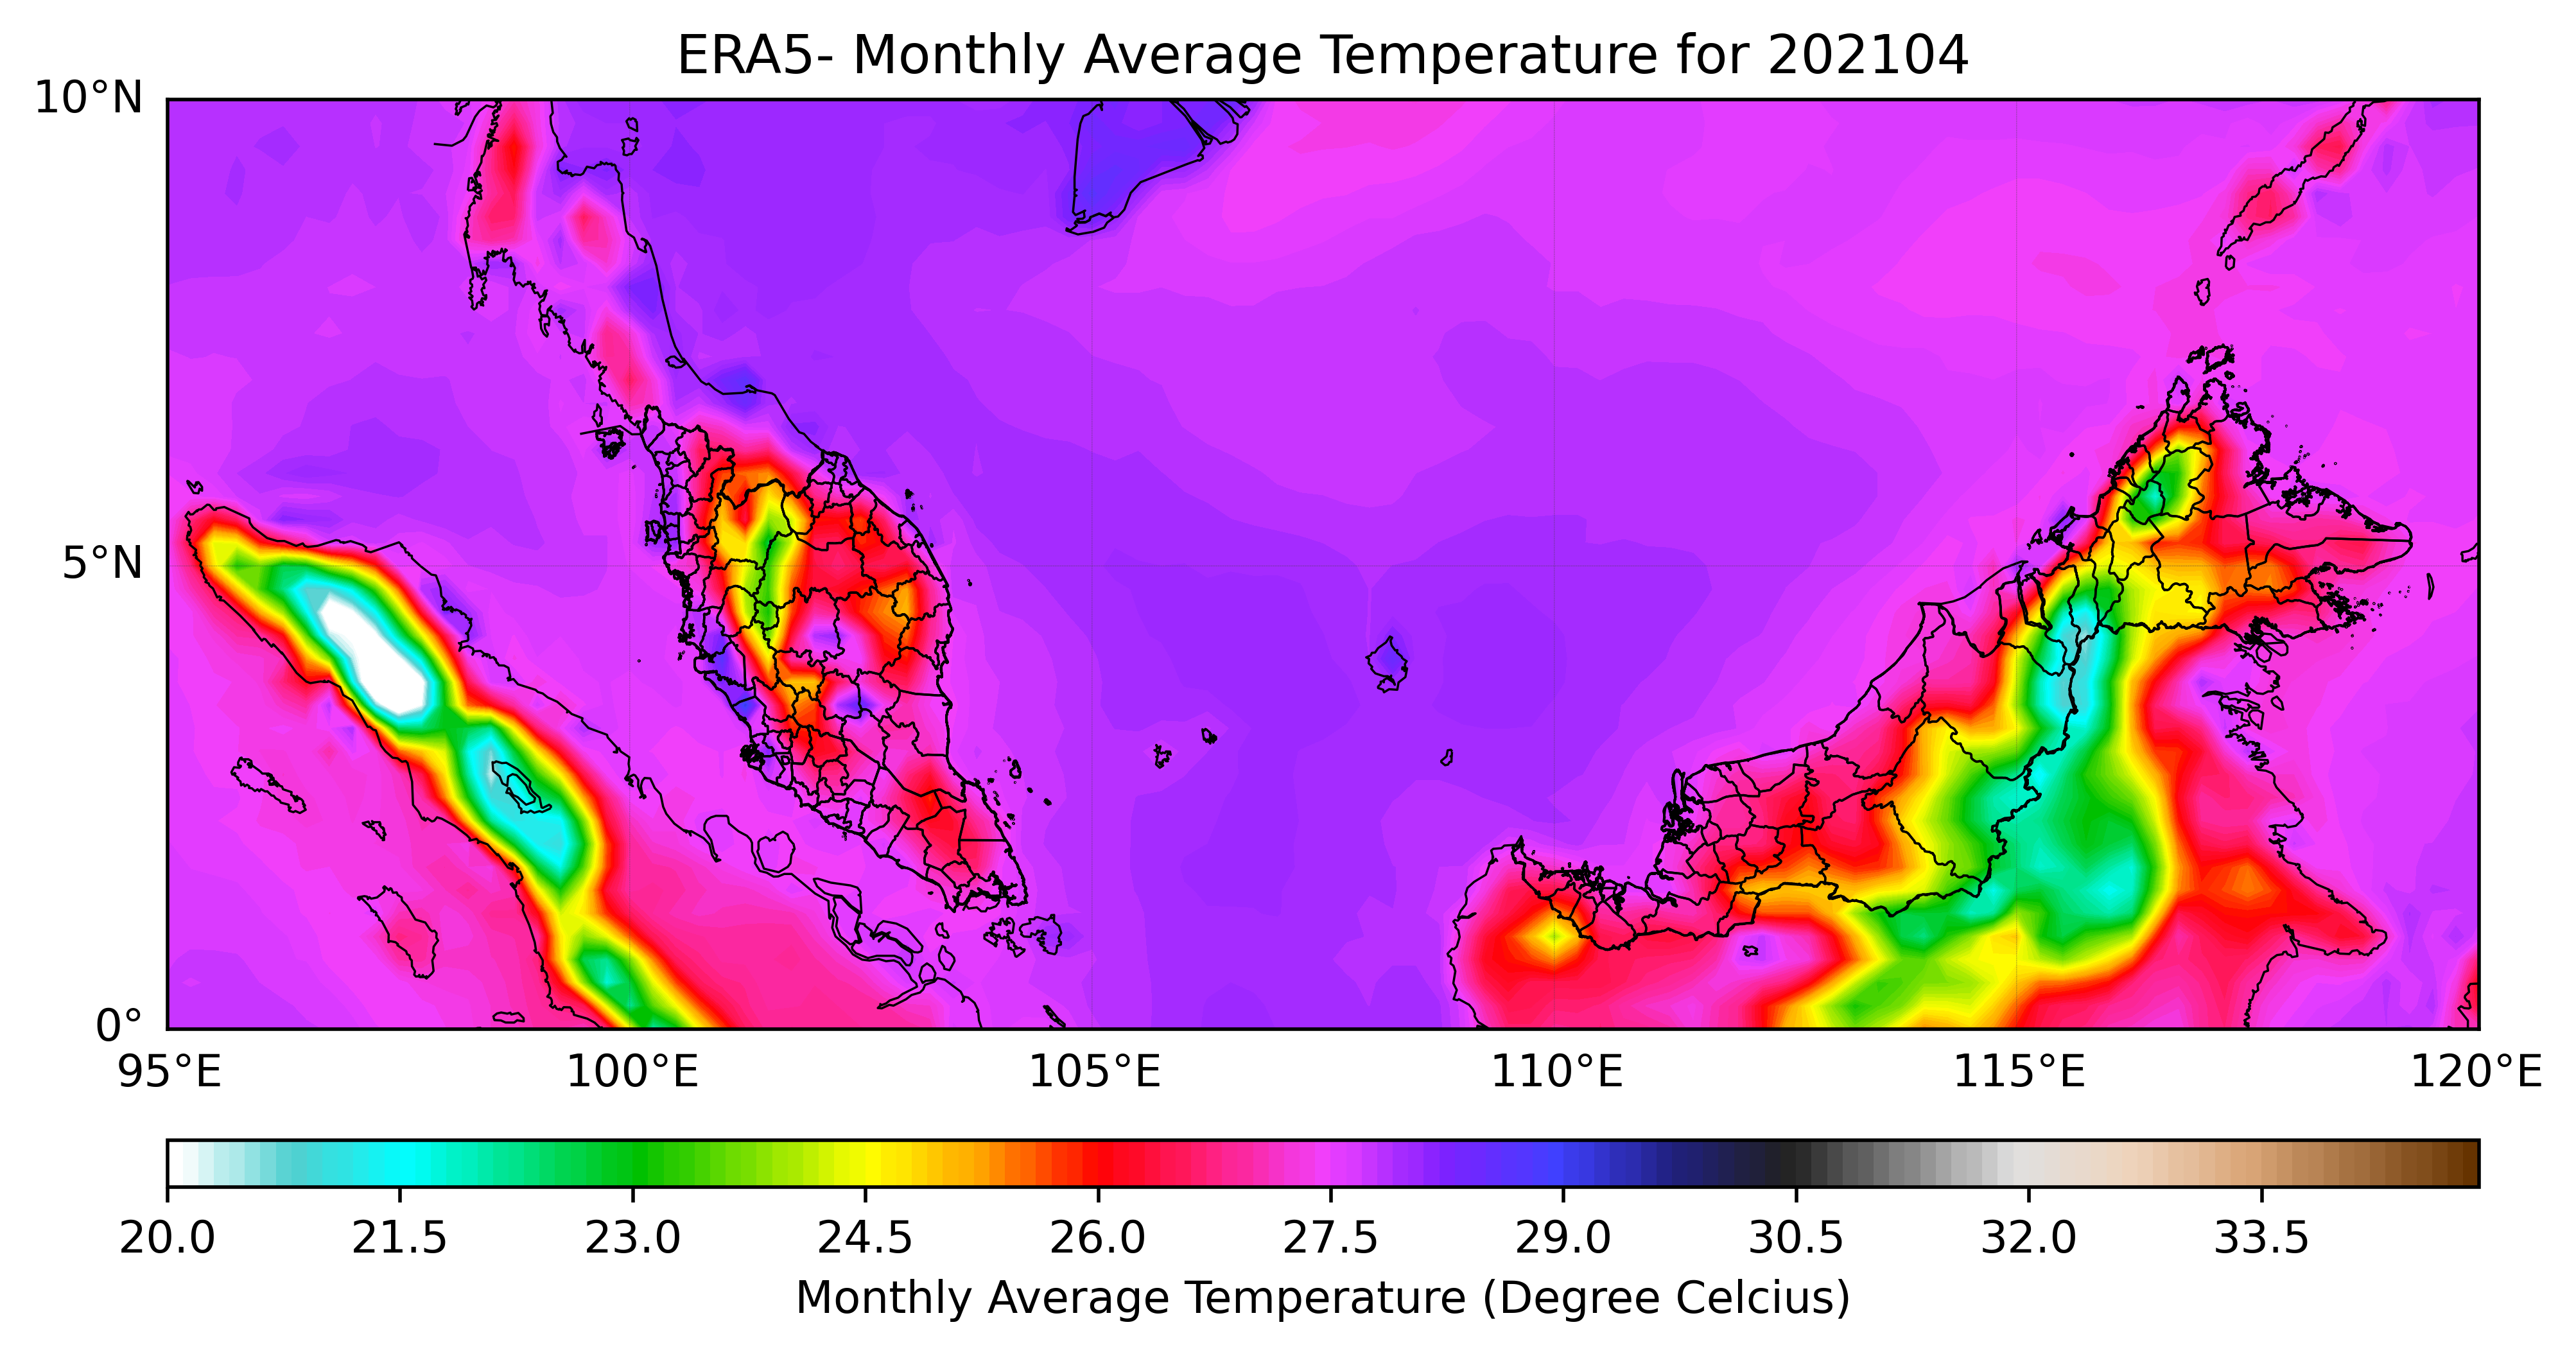 ERA5- Monthly Average Temperature for 202104
10°N
5°N
0°
95°E 100°E 105°E 110°E 115°E 120°E
20.0 21.5 23.0 24.5 26.0 27.5 29.0 30.5 32.0 33.5
Monthly Average Temperature (Degree Celcius)